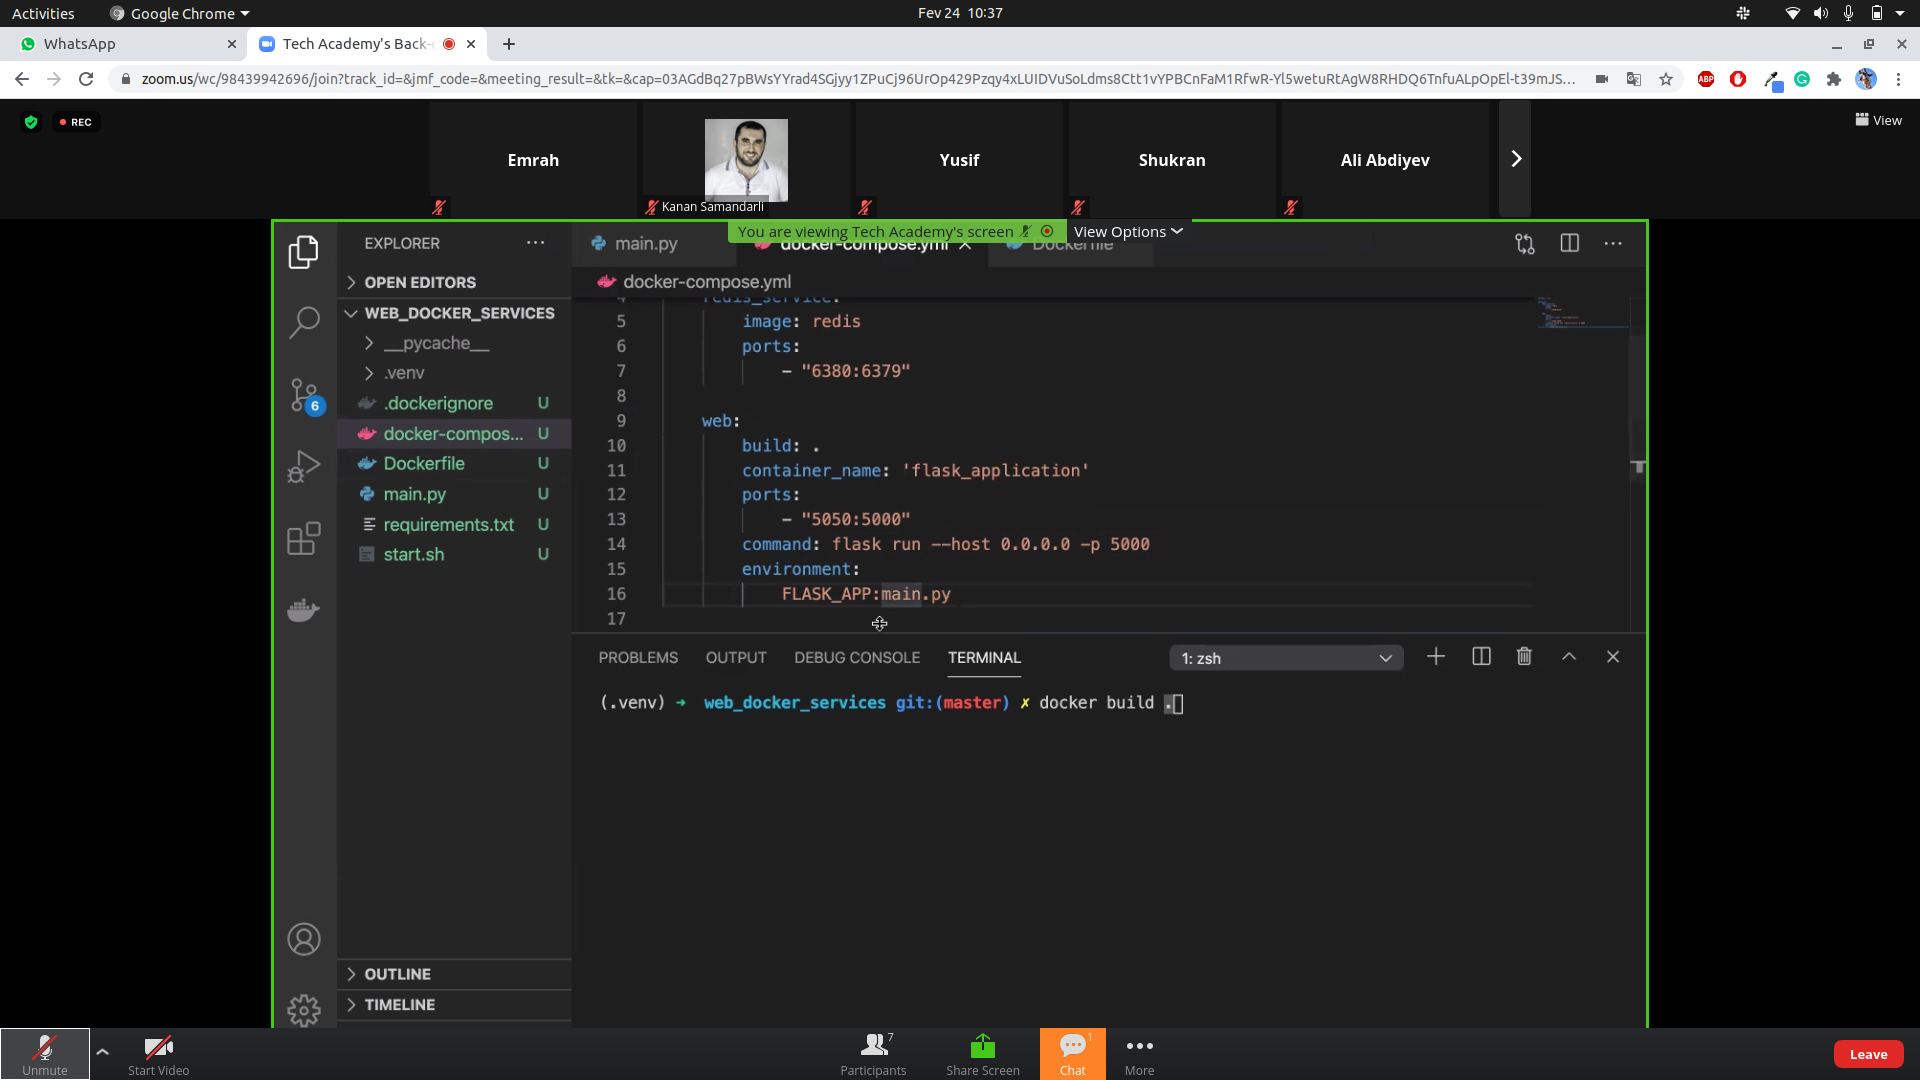 Activities
Google Chrome
Fev 24 10:37
WhatsApp
Tech Academy's Back-
zoom.us/wc/98439942696/join?track_id=&jmf_code=&meeting_result=&tk=&cap=03AGdBq27pBWsYYrad4SGjyy1ZPuCj96UrOp429Pzqy4xLUIDVuSoLdms8Ctt1vYPBCnFaM1RfwR-Yl5wetuRtAgW8RHDQ6TnfuALpOpEl-t39mJS...
ABP
REC
View
Emrah
Kanan Samandarli
Yusif
Shukran
Ali Abdiyev
You are viewing Tech Academy's screen
View Options
EXPLORER
main.py
docker-compose.yml
Dockerfile
OPEN EDITORS
docker-compose.yml
WEB_DOCKER_SERVICES
__pycache__
.venv
.dockerignore U
docker-compos... U
Dockerfile U
main.py U
requirements.txt U
start.sh U
6
4 redis_service:
5 image: redis
6 ports:
7 - "6380:6379"
8
9 web:
10 build: .
11 container_name: 'flask_application'
12 ports:
13 - "5050:5000"
14 command: flask run --host 0.0.0.0 -p 5000
15 environment:
16 FLASK_APP:main.py
17
PROBLEMS
OUTPUT
DEBUG CONSOLE
TERMINAL
1: zsh
(.venv) → web_docker_services git:(master) ✗ docker build .
OUTLINE
TIMELINE
Unmute
Start Video
Participants 7
Share Screen
Chat 1
More
Leave